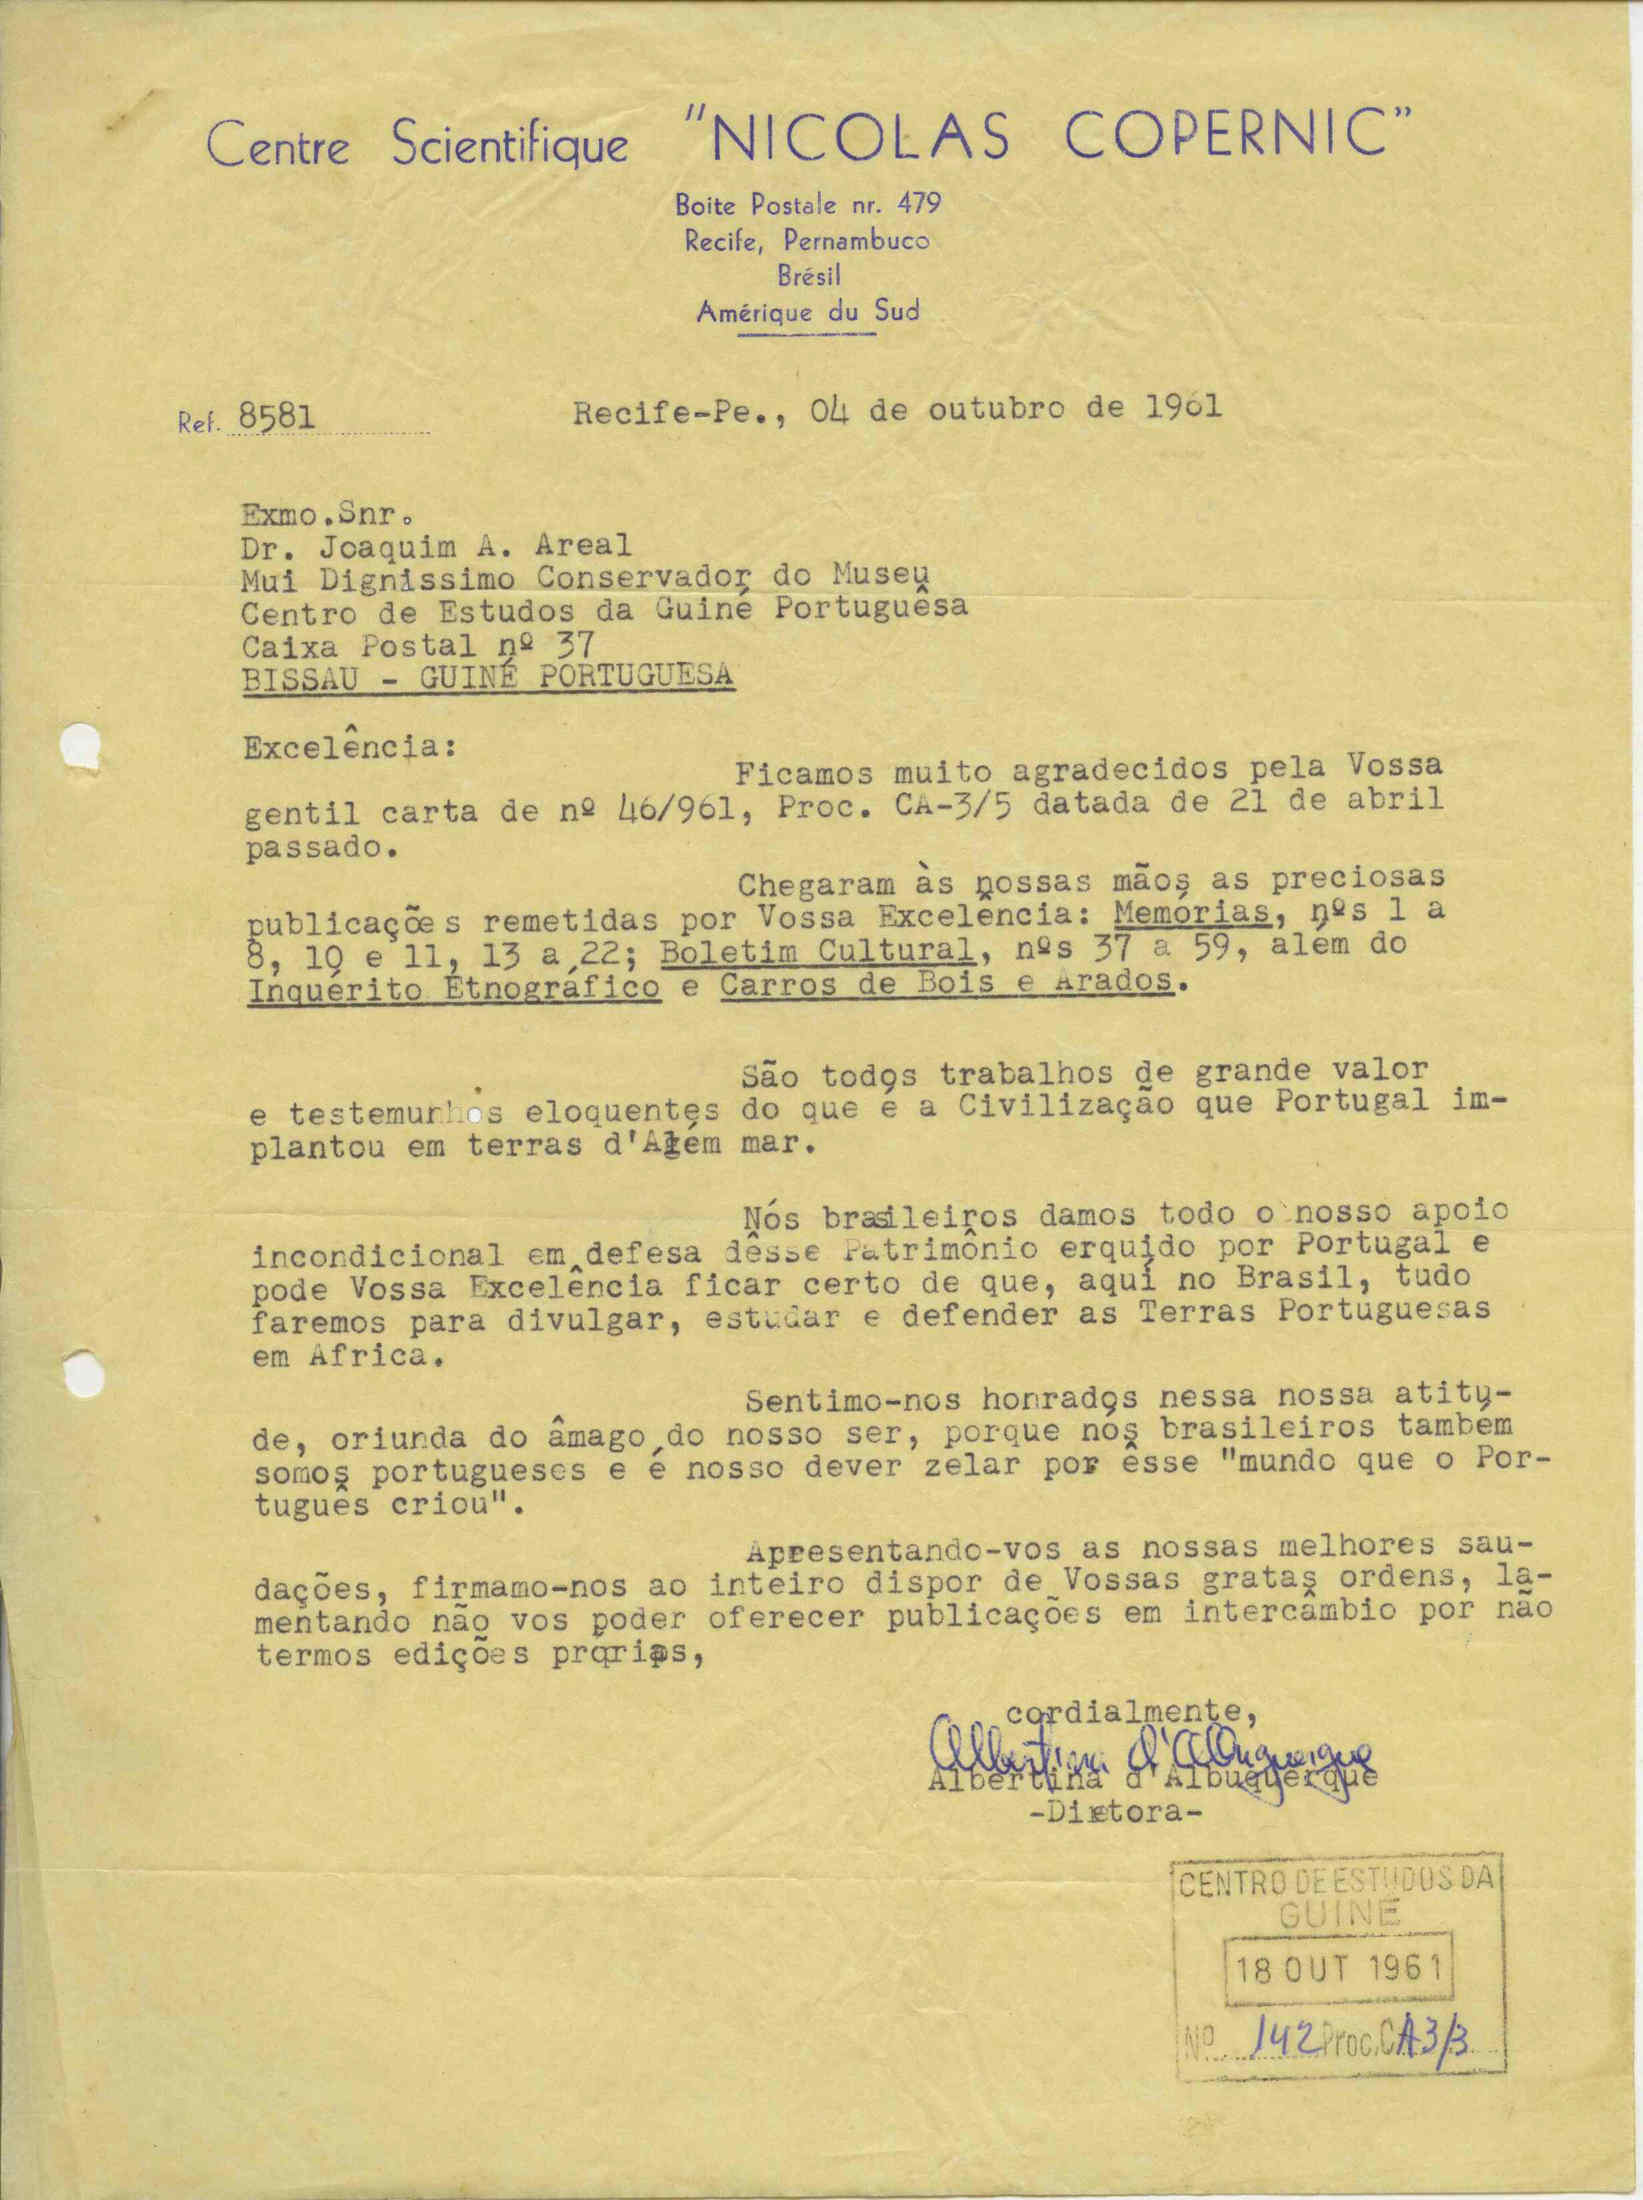 Centre Scientifique "NICOLAS COPERNIC"
Boite Postale nr. 479
Recife, Pernambuco
Brésil
Amérique du Sud
Ref. 8581
Recife-Pe., 04 de outubro de 1961
Exmo.Snr.
Dr. Joaquim A. Areal
Mui Dignissimo Conservador do Museu
Centro de Estudos da Guiné Portuguêsa
Caixa Postal nº 37
BISSAU - GUINÉ PORTUGUESA
Excelência:
Ficamos muito agradecidos pela Vossa
gentil carta de nº 46/961, Proc. CA-3/5 datada de 21 de abril
passado.
Chegaram às nossas mãos as preciosas
publicações remetidas por Vossa Excelência: Memórias, nºs 1 a
8, 10 e 11, 13 a 22; Boletim Cultural, nºs 37 a 59, além do
Inquérito Etnográfico e Carros de Bois e Arados.
São todos trabalhos de grande valor
e testemunhos eloquentes do que é a Civilização que Portugal im-
plantou em terras d'Além mar.
Nós brasileiros damos todo o nosso apoio
incondicional em defesa dêsse Patrimônio erquido por Portugal e
pode Vossa Excelência ficar certo de que, aquí no Brasil, tudo
faremos para divulgar, estudar e defender as Terras Portuguesas
em Africa.
Sentimo-nos honrados nessa nossa atitu-
de, oriunda do âmago do nosso ser, porque nós brasileiros também
somos portugueses e é nosso dever zelar por êsse "mundo que o Por-
tuguês criou".
Apresentando-vos as nossas melhores sau-
dações, firmamo-nos ao inteiro dispor de Vossas gratas ordens, la-
mentando não vos poder oferecer publicações em intercâmbio por não
termos edições próprias,
cordialmente,
Albertina d'Albuquerque
Albertina d'Albuquerque
-Diretora-
CENTRO DE ESTUDOS DA
GUINÉ
18 OUT 1961
Nº 142 Proc. CA3/3